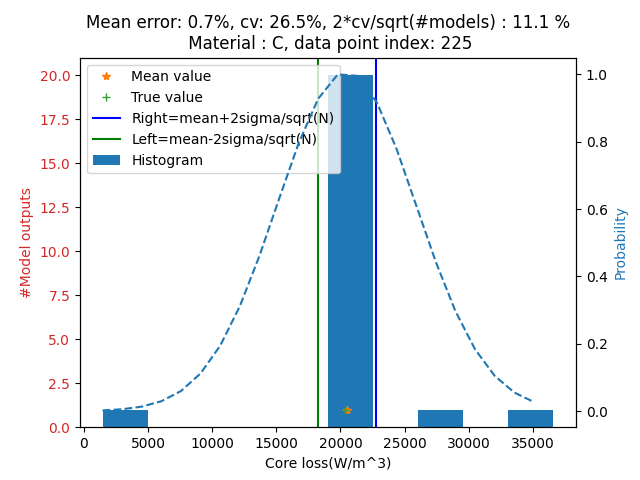 Mean error: 0.7%, cv: 26.5%, 2*cv/sqrt(#models) : 11.1 %
Material : C, data point index: 225
Mean value
True value
Right=mean+2sigma/sqrt(N)
Left=mean-2sigma/sqrt(N)
Histogram
#Model outputs
20.0
17.5
15.0
12.5
10.0
7.5
5.0
2.5
0.0
Probability
1.0
0.8
0.6
0.4
0.2
0.0
0 5000 10000 15000 20000 25000 30000 35000
Core loss(W/m^3)